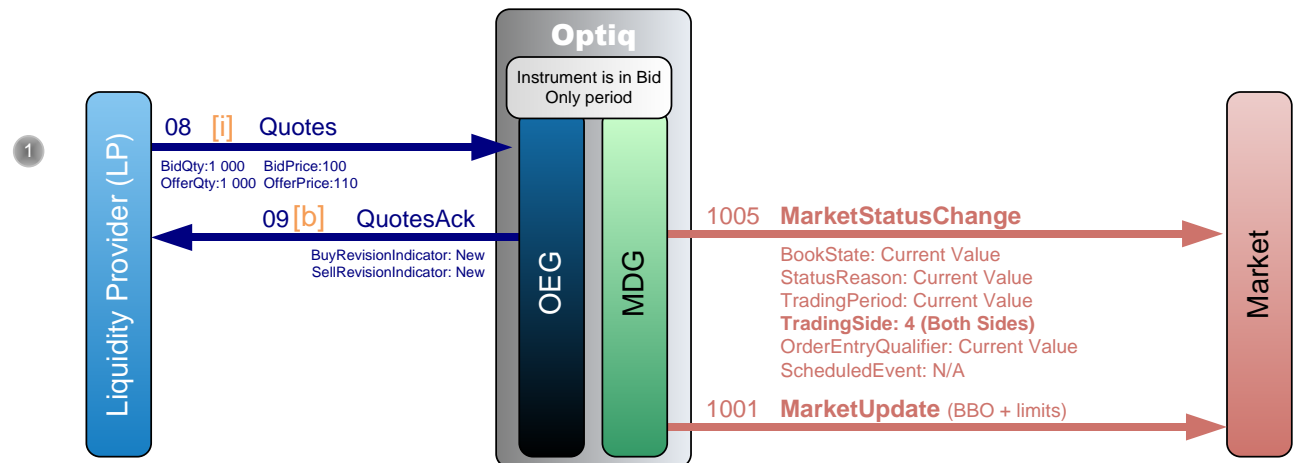 Optiq
Instrument is in Bid
Only period
1
Liquidity Provider (LP)
08 [i] Quotes
BidQty:1 000 BidPrice:100
OfferQty:1 000 OfferPrice:110
09 [b] QuotesAck
BuyRevisionIndicator: New
SellRevisionIndicator: New
OEG
MDG
1005 MarketStatusChange
BookState: Current Value
StatusReason: Current Value
TradingPeriod: Current Value
TradingSide: 4 (Both Sides)
OrderEntryQualifier: Current Value
ScheduledEvent: N/A
1001 MarketUpdate (BBO + limits)
Market